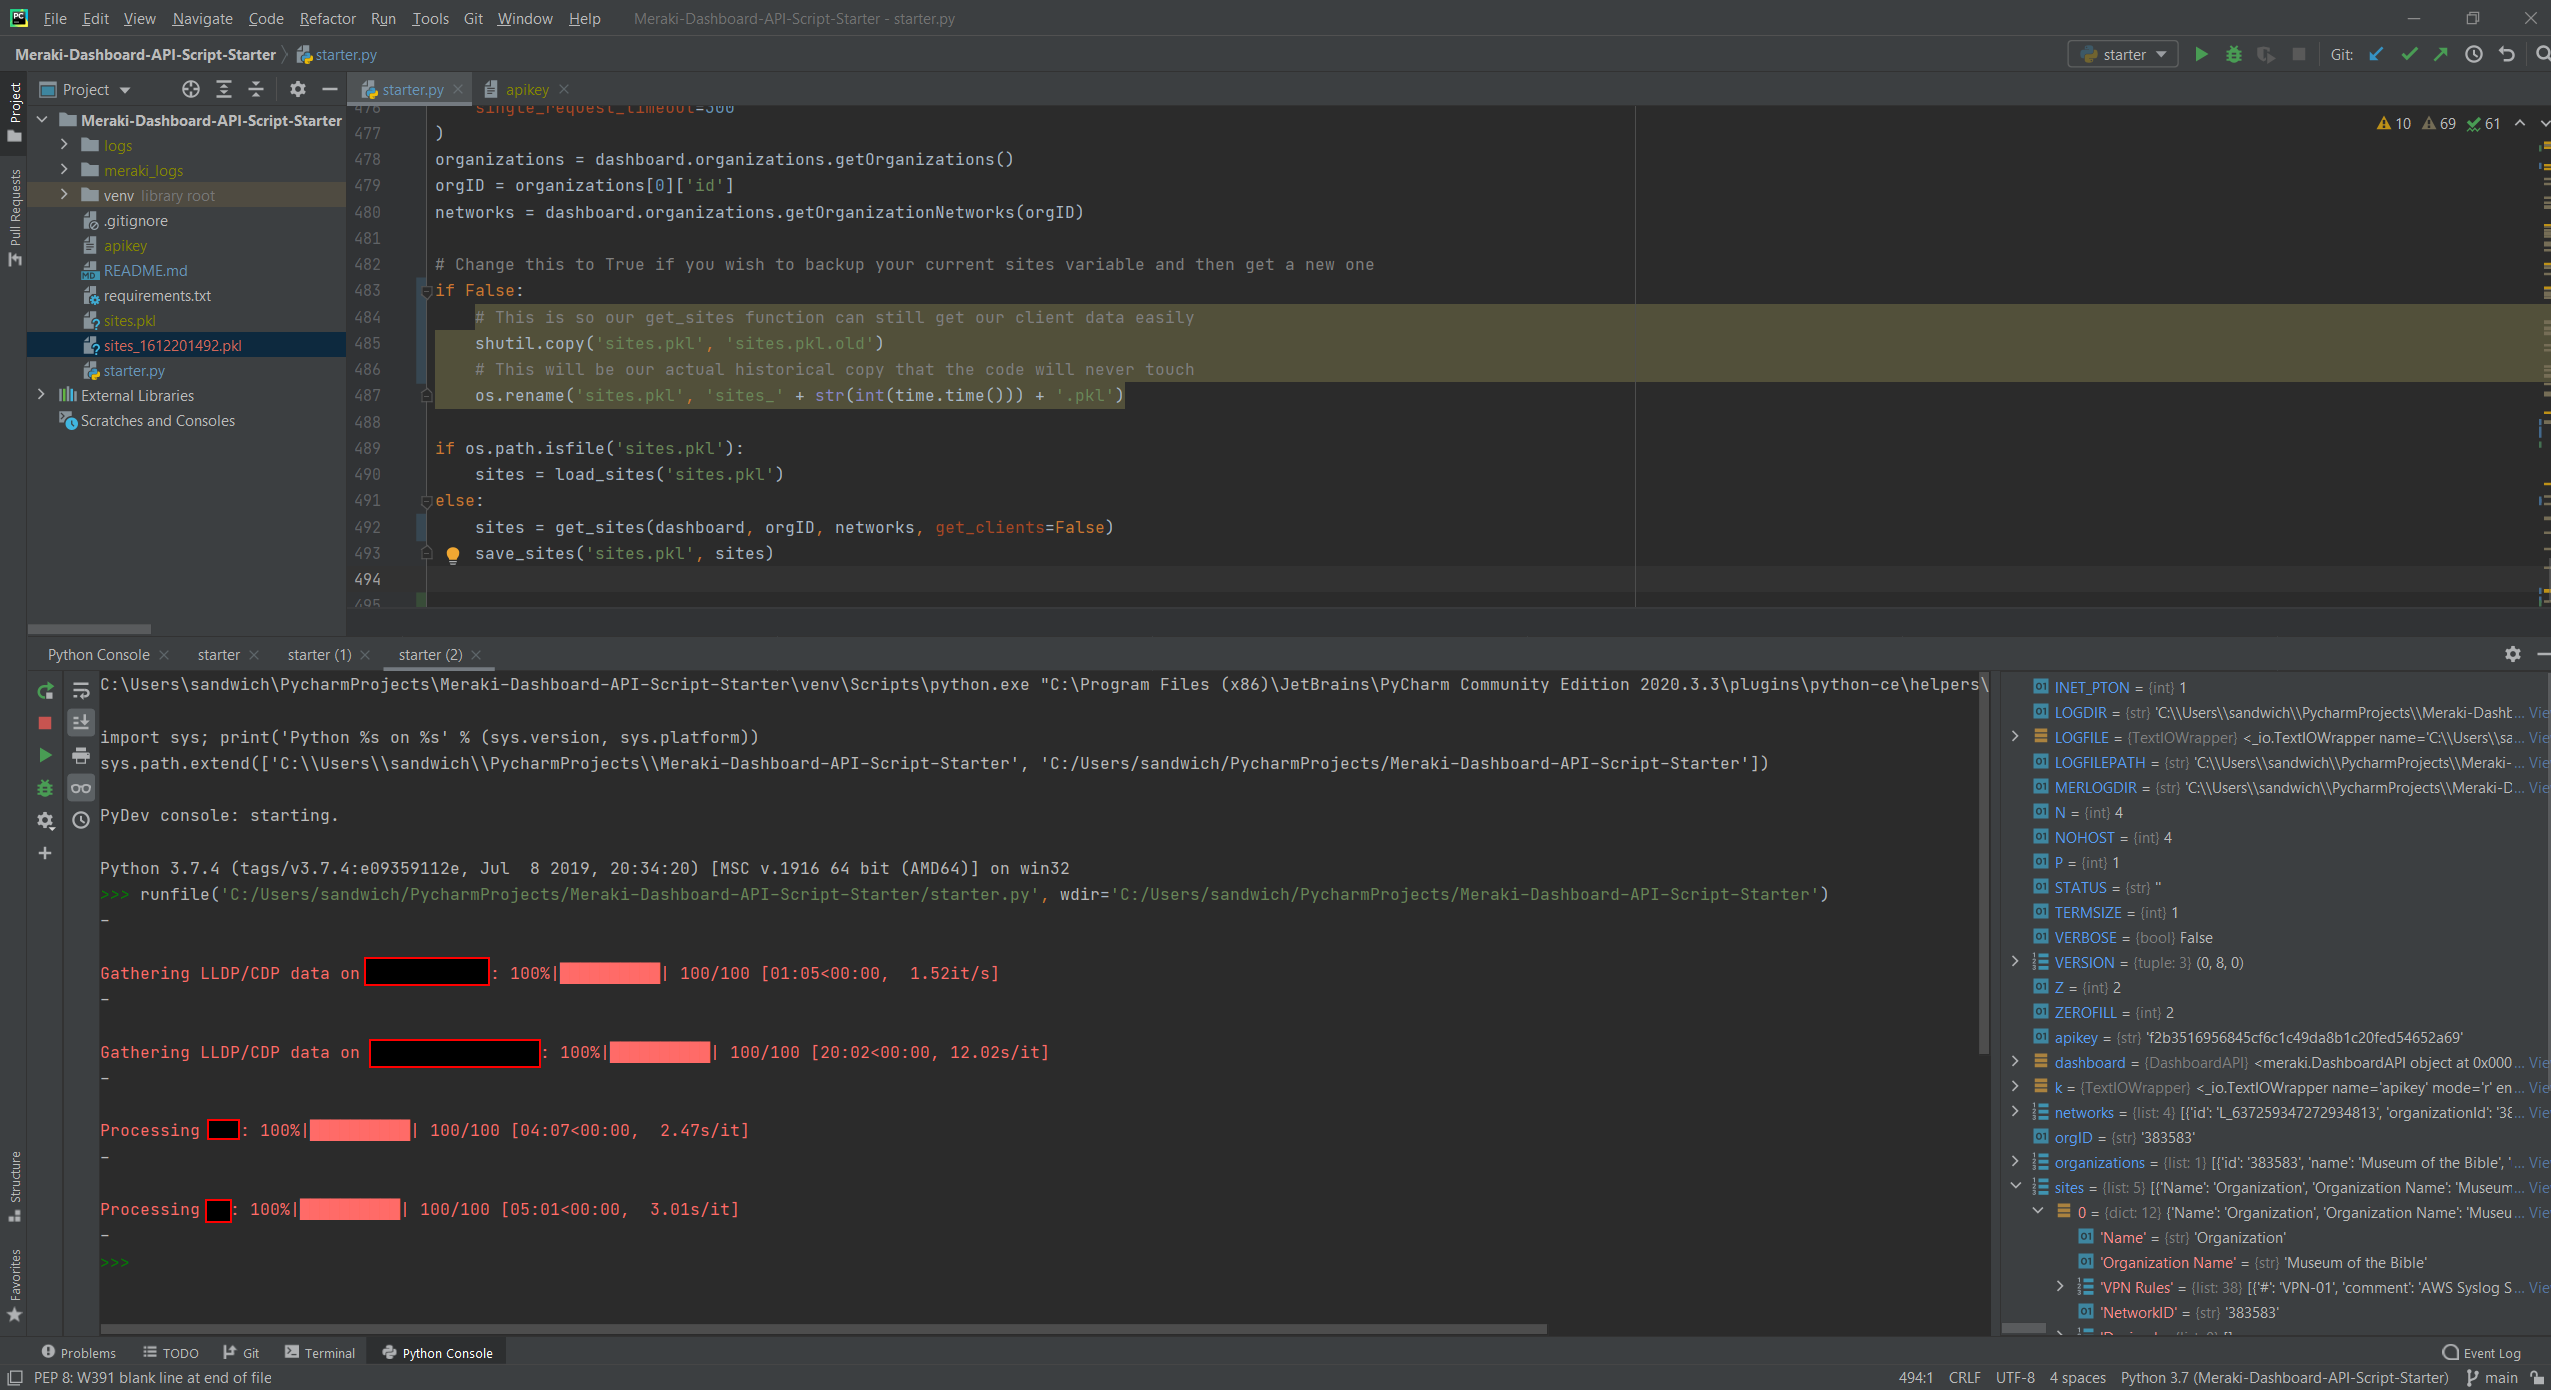 File Edit View Navigate Code Refactor Run Tools Git Window Help Meraki-Dashboard-API-Script-Starter - starter.py
Meraki-Dashboard-API-Script-Starter starter.py starter Git:
Project starter.py apikey
Meraki-Dashboard-API-Script-Starter
logs
meraki_logs
venv library root
.gitignore
apikey
README.md
requirements.txt
sites.pkl
sites_1612201492.pkl
starter.py
External Libraries
Scratches and Consoles
Project
Pull Requests
Structure
Favorites
10 69 61
476 single_request_timeout=300
477 )
478 organizations = dashboard.organizations.getOrganizations()
479 orgID = organizations[0]['id']
480 networks = dashboard.organizations.getOrganizationNetworks(orgID)
481
482 # Change this to True if you wish to backup your current sites variable and then get a new one
483 if False:
484 # This is so our get_sites function can still get our client data easily
485 shutil.copy('sites.pkl', 'sites.pkl.old')
486 # This will be our actual historical copy that the code will never touch
487 os.rename('sites.pkl', 'sites_' + str(int(time.time())) + '.pkl')
488
489 if os.path.isfile('sites.pkl'):
490 sites = load_sites('sites.pkl')
491 else:
492 sites = get_sites(dashboard, orgID, networks, get_clients=False)
493 save_sites('sites.pkl', sites)
494
495
Python Console starter starter (1) starter (2)
C:\Users\sandwich\PycharmProjects\Meraki-Dashboard-API-Script-Starter\venv\Scripts\python.exe "C:\Program Files (x86)\JetBrains\PyCharm Community Edition 2020.3.3\plugins\python-ce\helpers\
import sys; print('Python %s on %s' % (sys.version, sys.platform))
sys.path.extend(['C:\\Users\\sandwich\\PycharmProjects\\Meraki-Dashboard-API-Script-Starter', 'C:/Users/sandwich/PycharmProjects/Meraki-Dashboard-API-Script-Starter'])
PyDev console: starting.
Python 3.7.4 (tags/v3.7.4:e09359112e, Jul  8 2019, 20:34:20) [MSC v.1916 64 bit (AMD64)] on win32
>>> runfile('C:/Users/sandwich/PycharmProjects/Meraki-Dashboard-API-Script-Starter/starter.py', wdir='C:/Users/sandwich/PycharmProjects/Meraki-Dashboard-API-Script-Starter')
-
Gathering LLDP/CDP data on : 100%| | 100/100 [01:05<00:00,  1.52it/s]
-
Gathering LLDP/CDP data on : 100%| | 100/100 [20:02<00:00, 12.02s/it]
-
Processing : 100%| | 100/100 [04:07<00:00,  2.47s/it]
-
Processing : 100%| | 100/100 [05:01<00:00,  3.01s/it]
-
>>>
INET_PTON = {int} 1
LOGDIR = {str} 'C:\\Users\\sandwich\\PycharmProjects\\Meraki-Dasht... Vie
LOGFILE = {TextIOWrapper} <_io.TextIOWrapper name='C:\\Users\\sa... Vie
LOGFILEPATH = {str} 'C:\\Users\\sandwich\\PycharmProjects\\Meraki-... Vie
MERLOGDIR = {str} 'C:\\Users\\sandwich\\PycharmProjects\\Meraki-D... Vie
N = {int} 4
NOHOST = {int} 4
P = {int} 1
STATUS = {str} ''
TERMSIZE = {int} 1
VERBOSE = {bool} False
VERSION = {tuple: 3} (0, 8, 0)
Z = {int} 2
ZEROFILL = {int} 2
apikey = {str} 'f2b3516956845cf6c1c49da8b1c20fed54652a69'
dashboard = {DashboardAPI} <meraki.DashboardAPI object at 0x000... Vie
k = {TextIOWrapper} <_io.TextIOWrapper name='apikey' mode='r' en... Vie
networks = {list: 4} [{'id': 'L_637259347272934813', 'organizationId': '38... Vie
orgID = {str} '383583'
organizations = {list: 1} [{'id': '383583', 'name': 'Museum of the Bible', '... Vie
sites = {list: 5} [{'Name': 'Organization', 'Organization Name': 'Museum... Vie
0 = {dict: 12} {'Name': 'Organization', 'Organization Name': 'Museu... Vie
'Name' = {str} 'Organization'
'Organization Name' = {str} 'Museum of the Bible'
'VPN Rules' = {list: 38} [{'#': 'VPN-01', 'comment': 'AWS Syslog S... Vie
'NetworkID' = {str} '383583'
Problems TODO Git Terminal Python Console Event Log
PEP 8: W391 blank line at end of file 494:1 CRLF UTF-8 4 spaces Python 3.7 (Meraki-Dashboard-API-Script-Starter) main